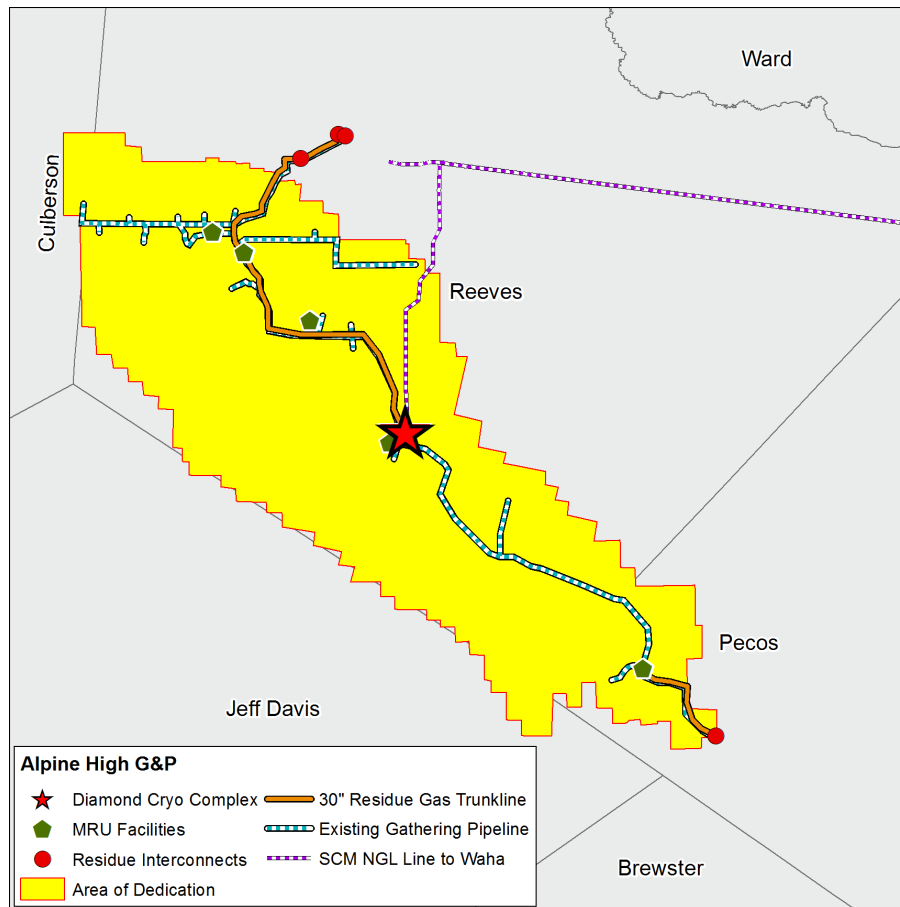 Ward
Culberson
Reeves
Pecos
Jeff Davis
Brewster
Alpine High G&P
Diamond Cryo Complex
30" Residue Gas Trunkline
MRU Facilities
Existing Gathering Pipeline
Residue Interconnects
SCM NGL Line to Waha
Area of Dedication